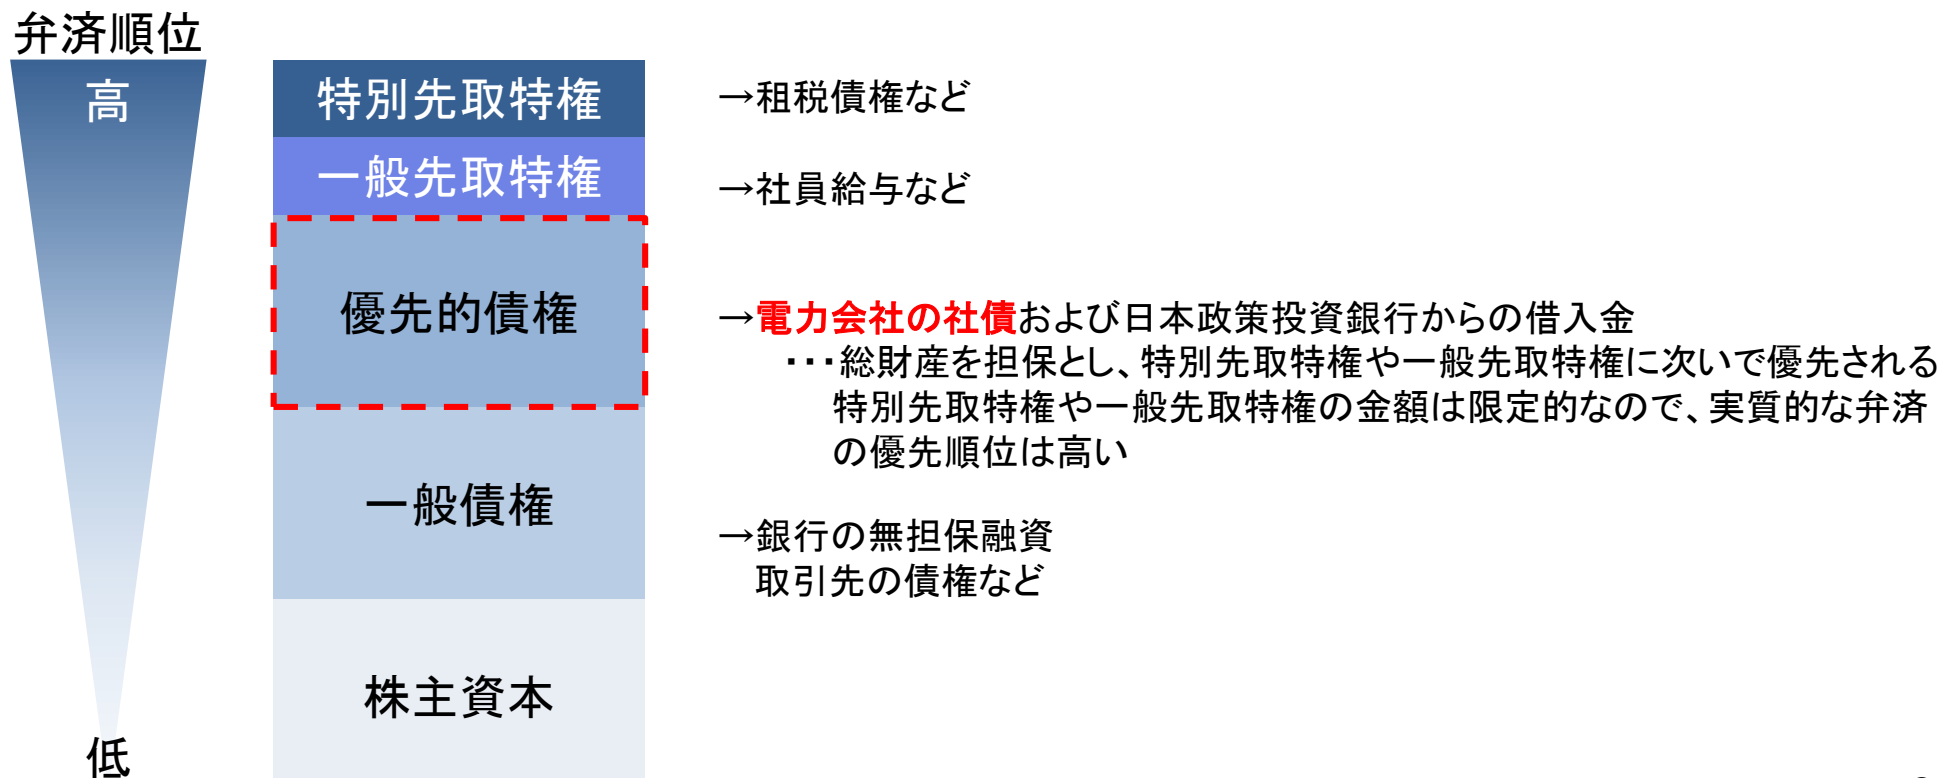 弁済順位
高
特別先取特権
→租税債権など
一般先取特権
→社員給与など
優先的債権
→電力会社の社債および日本政策投資銀行からの借入金
・・・総財産を担保とし、特別先取特権や一般先取特権に次いで優先される
特別先取特権や一般先取特権の金額は限定的なので、実質的な弁済
の優先順位は高い
一般債権
→銀行の無担保融資
取引先の債権など
株主資本
低